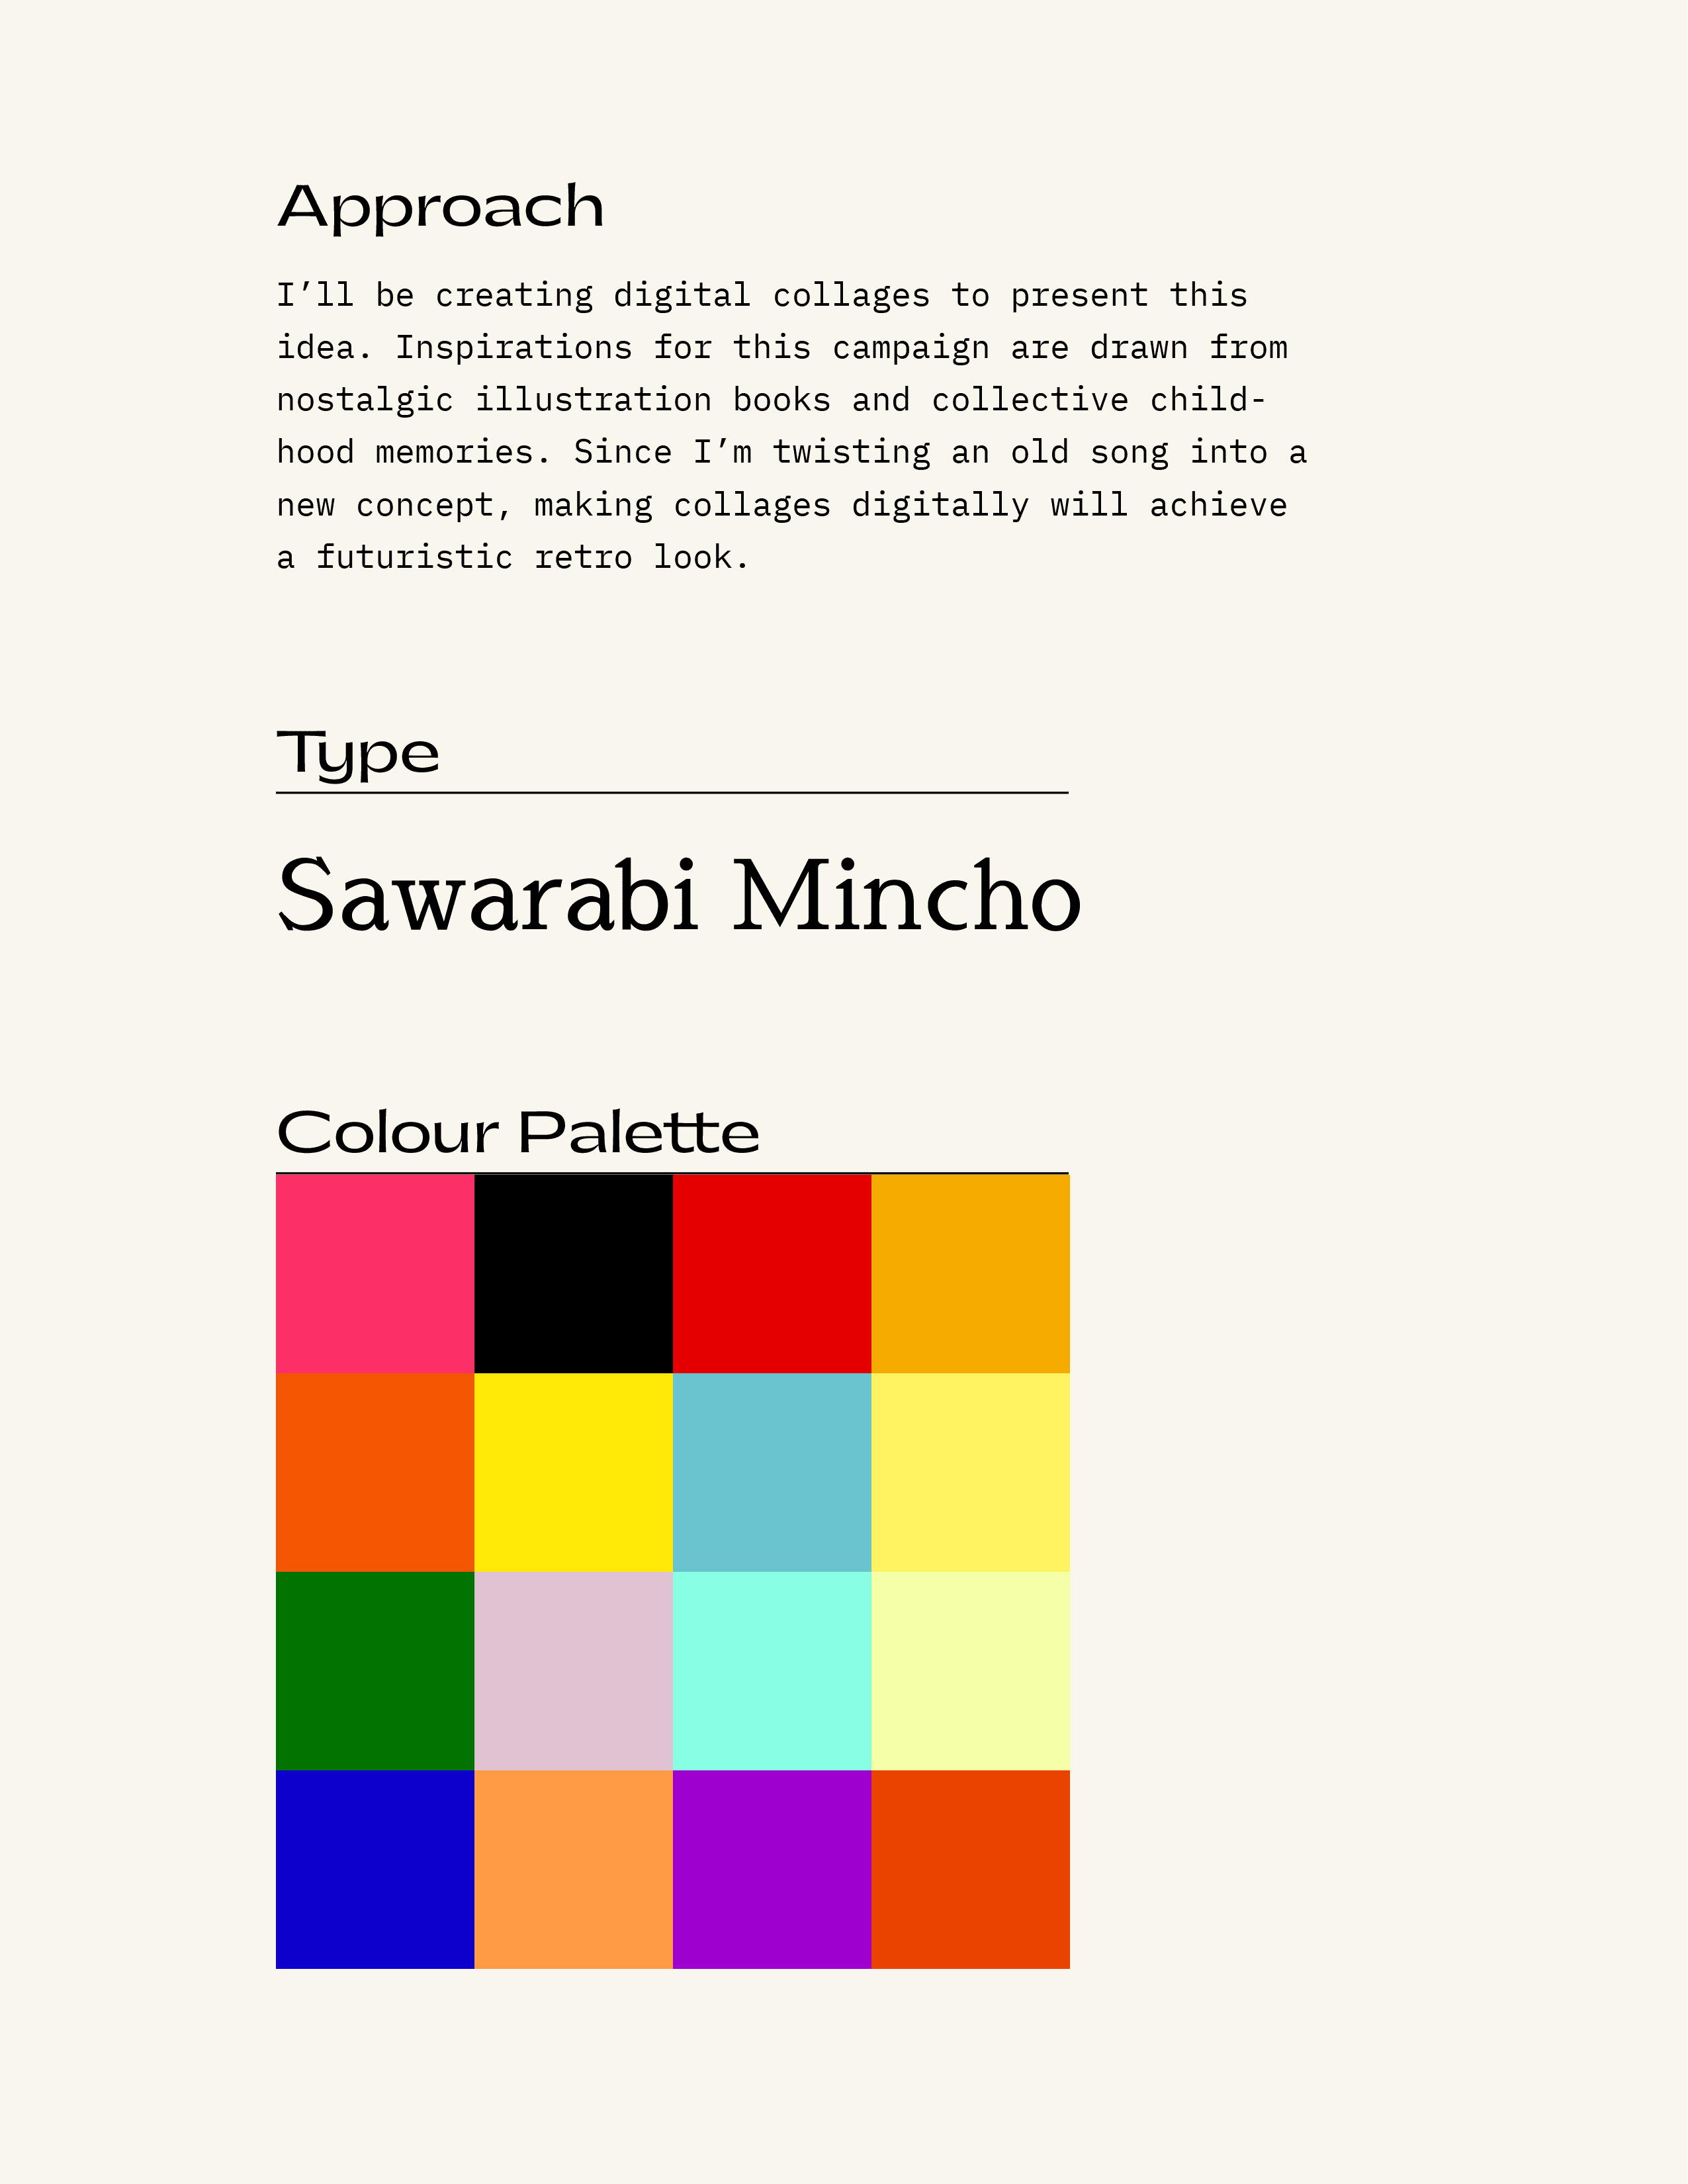 Approach
I’ll be creating digital collages to present this
idea. Inspirations for this campaign are drawn from
nostalgic illustration books and collective child-
hood memories. Since I’m twisting an old song into a
new concept, making collages digitally will achieve
a futuristic retro look.
Type
Sawarabi Mincho
Colour Palette